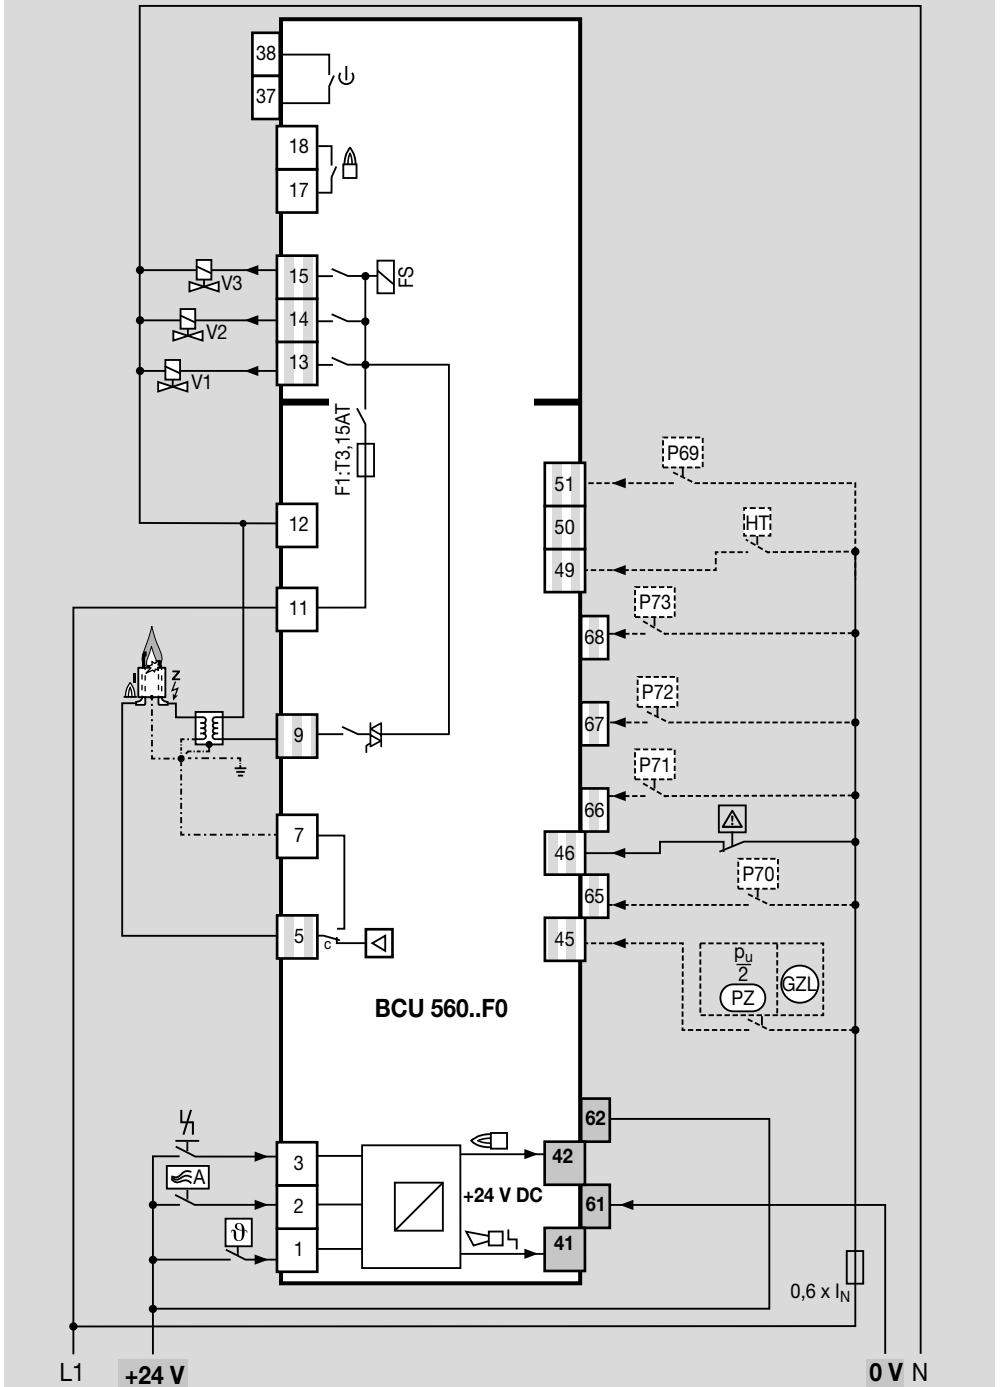 38
37
18
17
15
FS
V3
14
V2
13
V1
F1:T3,15AT
P69
51
50
HT
12
49
P73
11
68
I
Z
P72
67
9
P71
66
7
46
P70
65
5
c
45
pu
2
PZ
GZL
BCU 560..F0
62
3
42
A
2
+24 V DC
61
ϑ
1
41
0,6 x IN
L1
+24 V
0 V
N